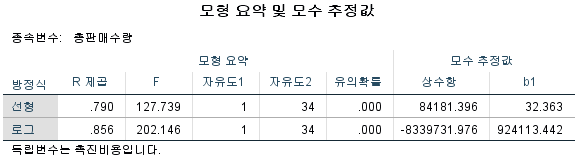 모형 요약 및 모수 추정값
종속변수: 총판매수량
모형 요약 모수 추정값
방정식 R 제곱 F 자유도1 자유도2 유의확률 상수항 b1
선형 .790 127.739 1 34 .000 84181.396 32.363
로그 .856 202.146 1 34 .000 -8339731.976 924113.442
독립변수는 촉진비용입니다.